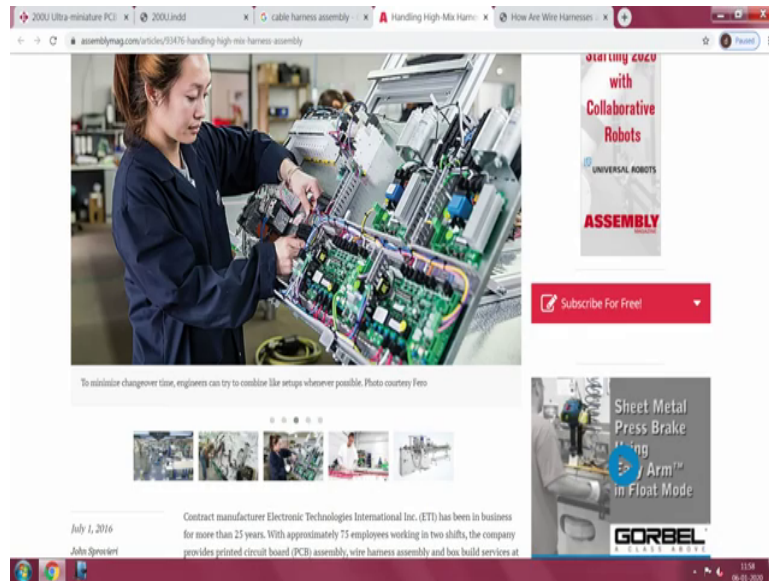 200U Ultra-miniature PCB
200U.indd
cable harness assembly -
Handling High-Mix Harne
How Are Wire Harnesses
assemblymag.com/articles/93476-handling-high-mix-harness-assembly
Paused
Starting 2020
with
Collaborative
Robots
UNIVERSAL ROBOTS
ASSEMBLY
MAGAZINE
Subscribe For Free!
To minimize changeover time, engineers can try to combine like setups whenever possible. Photo courtesy Fero
Sheet Metal
Press Brake
Using
Easy Arm™
in Float Mode
GORBEL
A CLASS ABOVE
July 1, 2016
John Sprovieri
Contract manufacturer Electronic Technologies International Inc. (ETI) has been in business
for more than 25 years. With approximately 75 employees working in two shifts, the company
provides printed circuit board (PCB) assembly, wire harness assembly and box build services at
11:58
06-01-2020